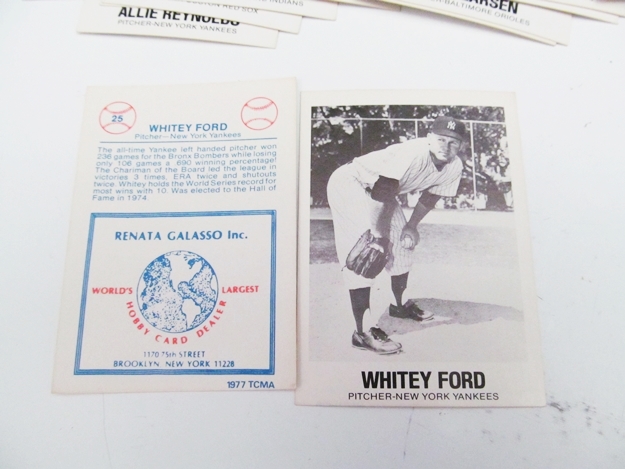 ALLIE REYNOLDS
PITCHER-NEW YORK YANKEES
INDIANS
BALTIMORE ORIOLES
25
WHITEY FORD
Pitcher-New York Yankees
The all-time Yankee left handed pitcher won
236 games for the Bronx Bombers while losing
only 106 games a 690 winning percentage!
The Chariman of the Board led the league in
victories 3 times, ERA twice and shutouts
twice. Whitey holds the World Series record for
most wins with 10. Was elected to the Hall of
Fame in 1974.
RENATA GALASSO Inc.
WORLD'S LARGEST
HOBBY CARD DEALER
1170 75th STREET
BROOKLYN, NEW YORK 11228
1977 TCMA
WHITEY FORD
PITCHER-NEW YORK YANKEES